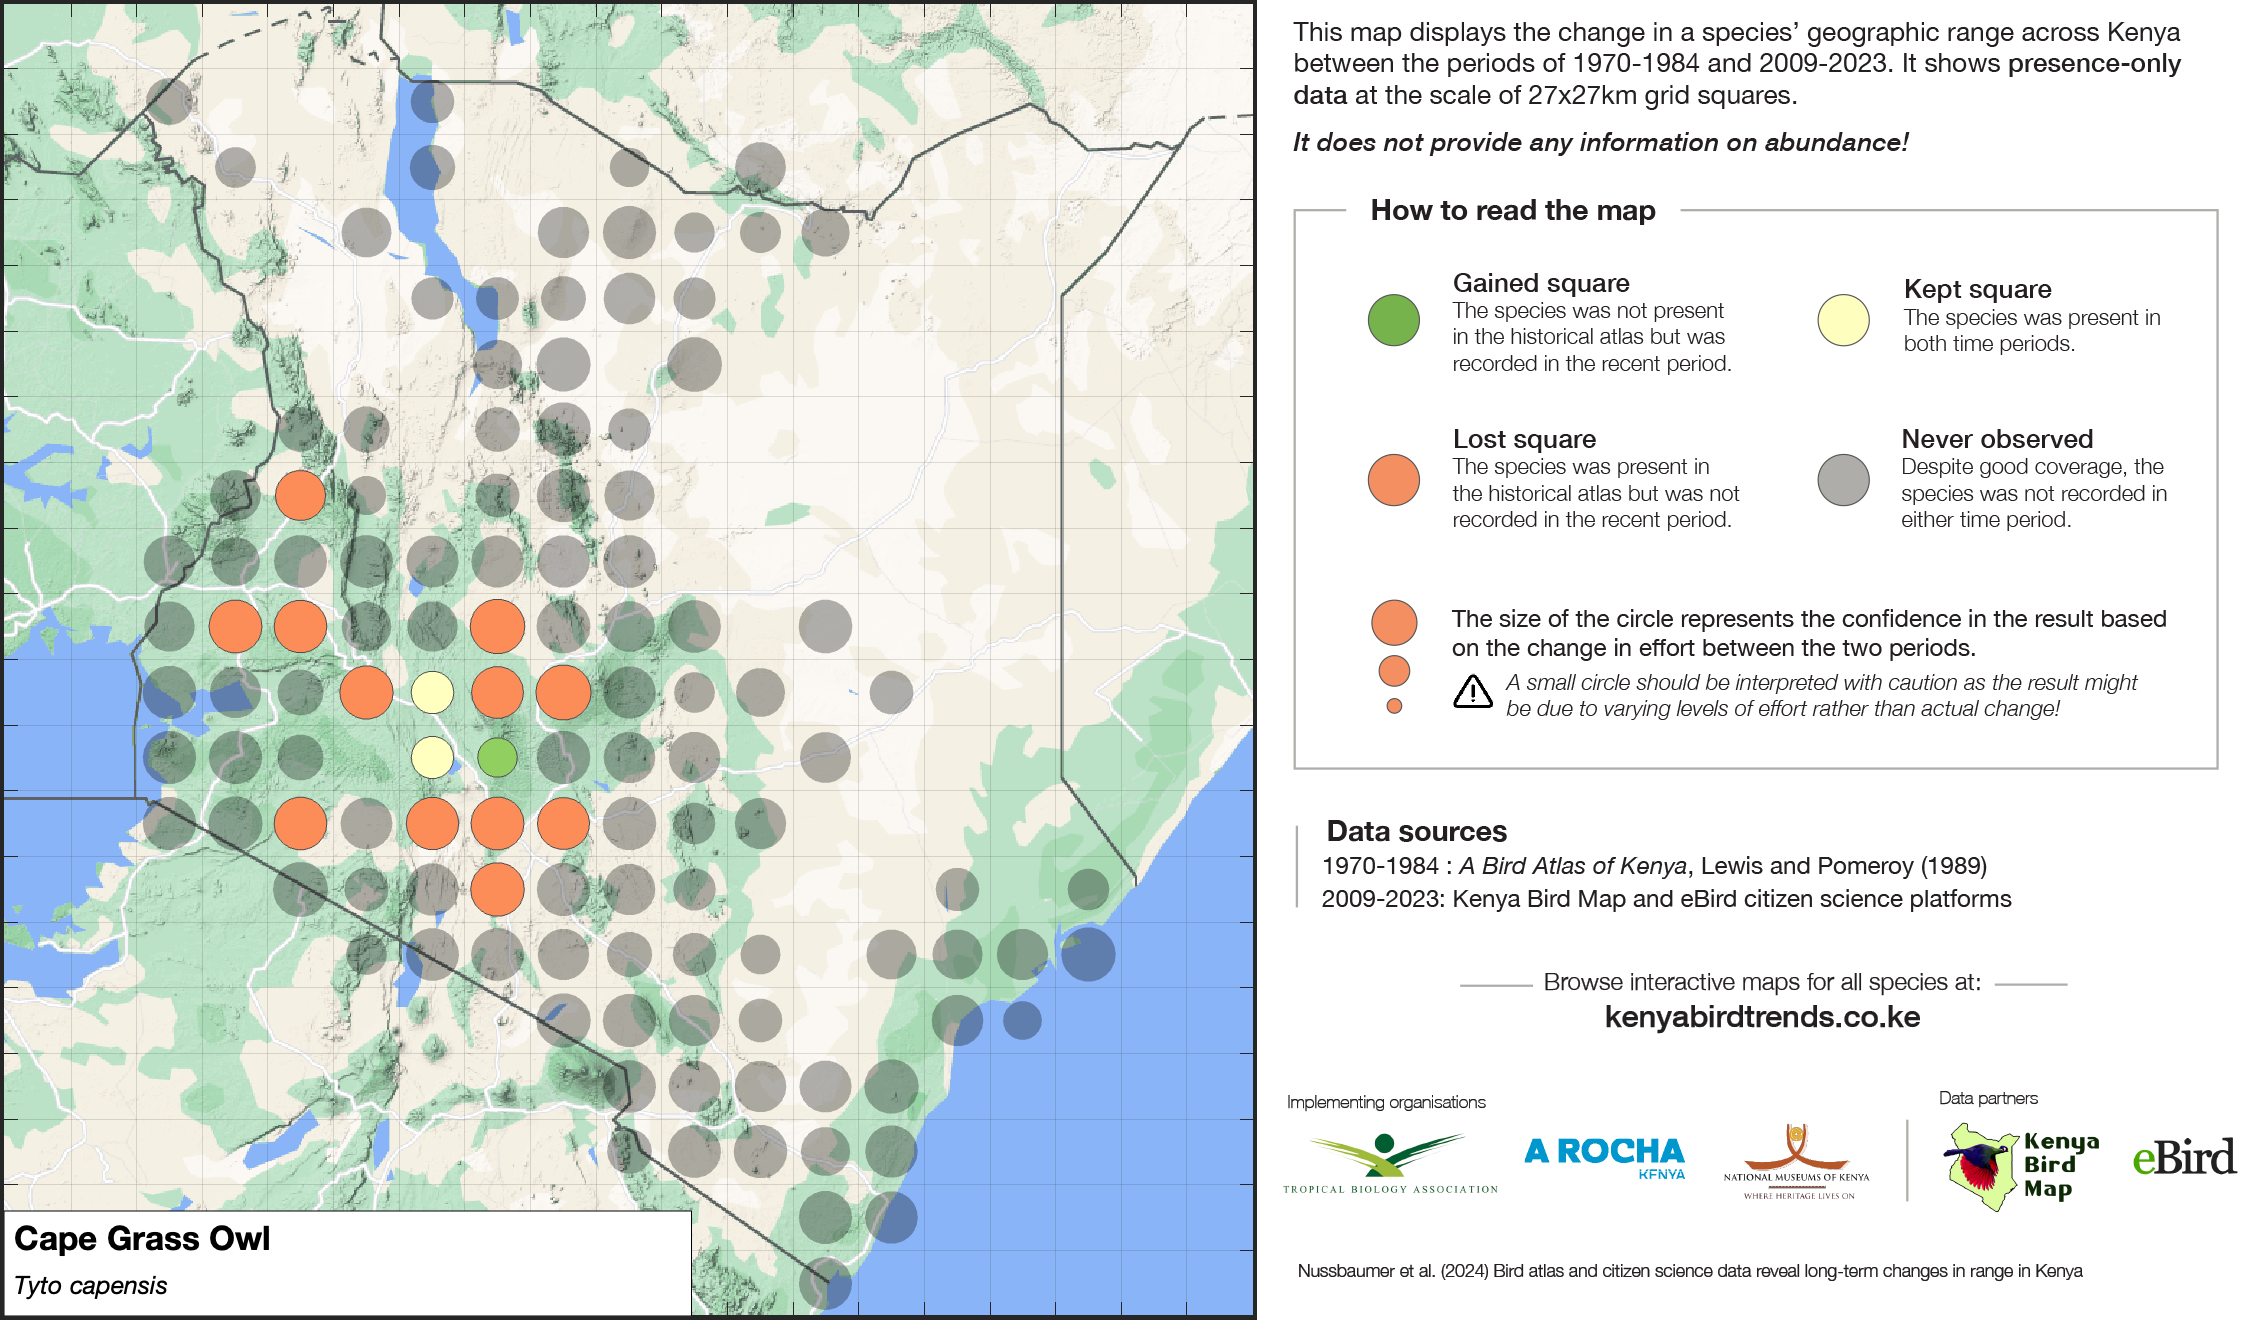 This map displays the change in a species’ geographic range across Kenya
between the periods of 1970-1984 and 2009-2023. It shows presence-only
data at the scale of 27x27km grid squares.
It does not provide any information on abundance!
How to read the map
Gained square
The species was not present
in the historical atlas but was
recorded in the recent period.
Kept square
The species was present in
both time periods.
Lost square
The species was present in
the historical atlas but was not
recorded in the recent period.
Never observed
Despite good coverage, the
species was not recorded in
either time period.
The size of the circle represents the confidence in the result based
on the change in effort between the two periods.
A small circle should be interpreted with caution as the result might
be due to varying levels of effort rather than actual change!
Data sources
1970-1984 : A Bird Atlas of Kenya, Lewis and Pomeroy (1989)
2009-2023: Kenya Bird Map and eBird citizen science platforms
Browse interactive maps for all species at:
kenyabirdtrends.co.ke
Implementing organisations
Data partners
TROPICAL BIOLOGY ASSOCIATION
A ROCHA
KENYA
NATIONAL MUSEUMS OF KENYA
WHERE HERITAGE LIVES ON
Kenya
Bird
Map
eBird
Cape Grass Owl
Tyto capensis
Nussbaumer et al. (2024) Bird atlas and citizen science data reveal long-term changes in range in Kenya